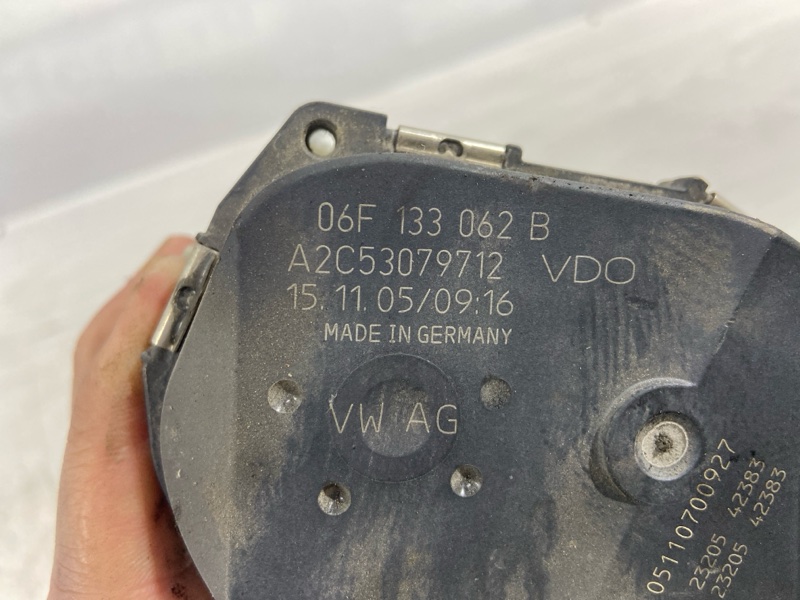 06F 133 062 B
A2C53079712 VDO
15.11.05/09:16
MADE IN GERMANY
VW AG
05110700927
23205 42383
23205 42383